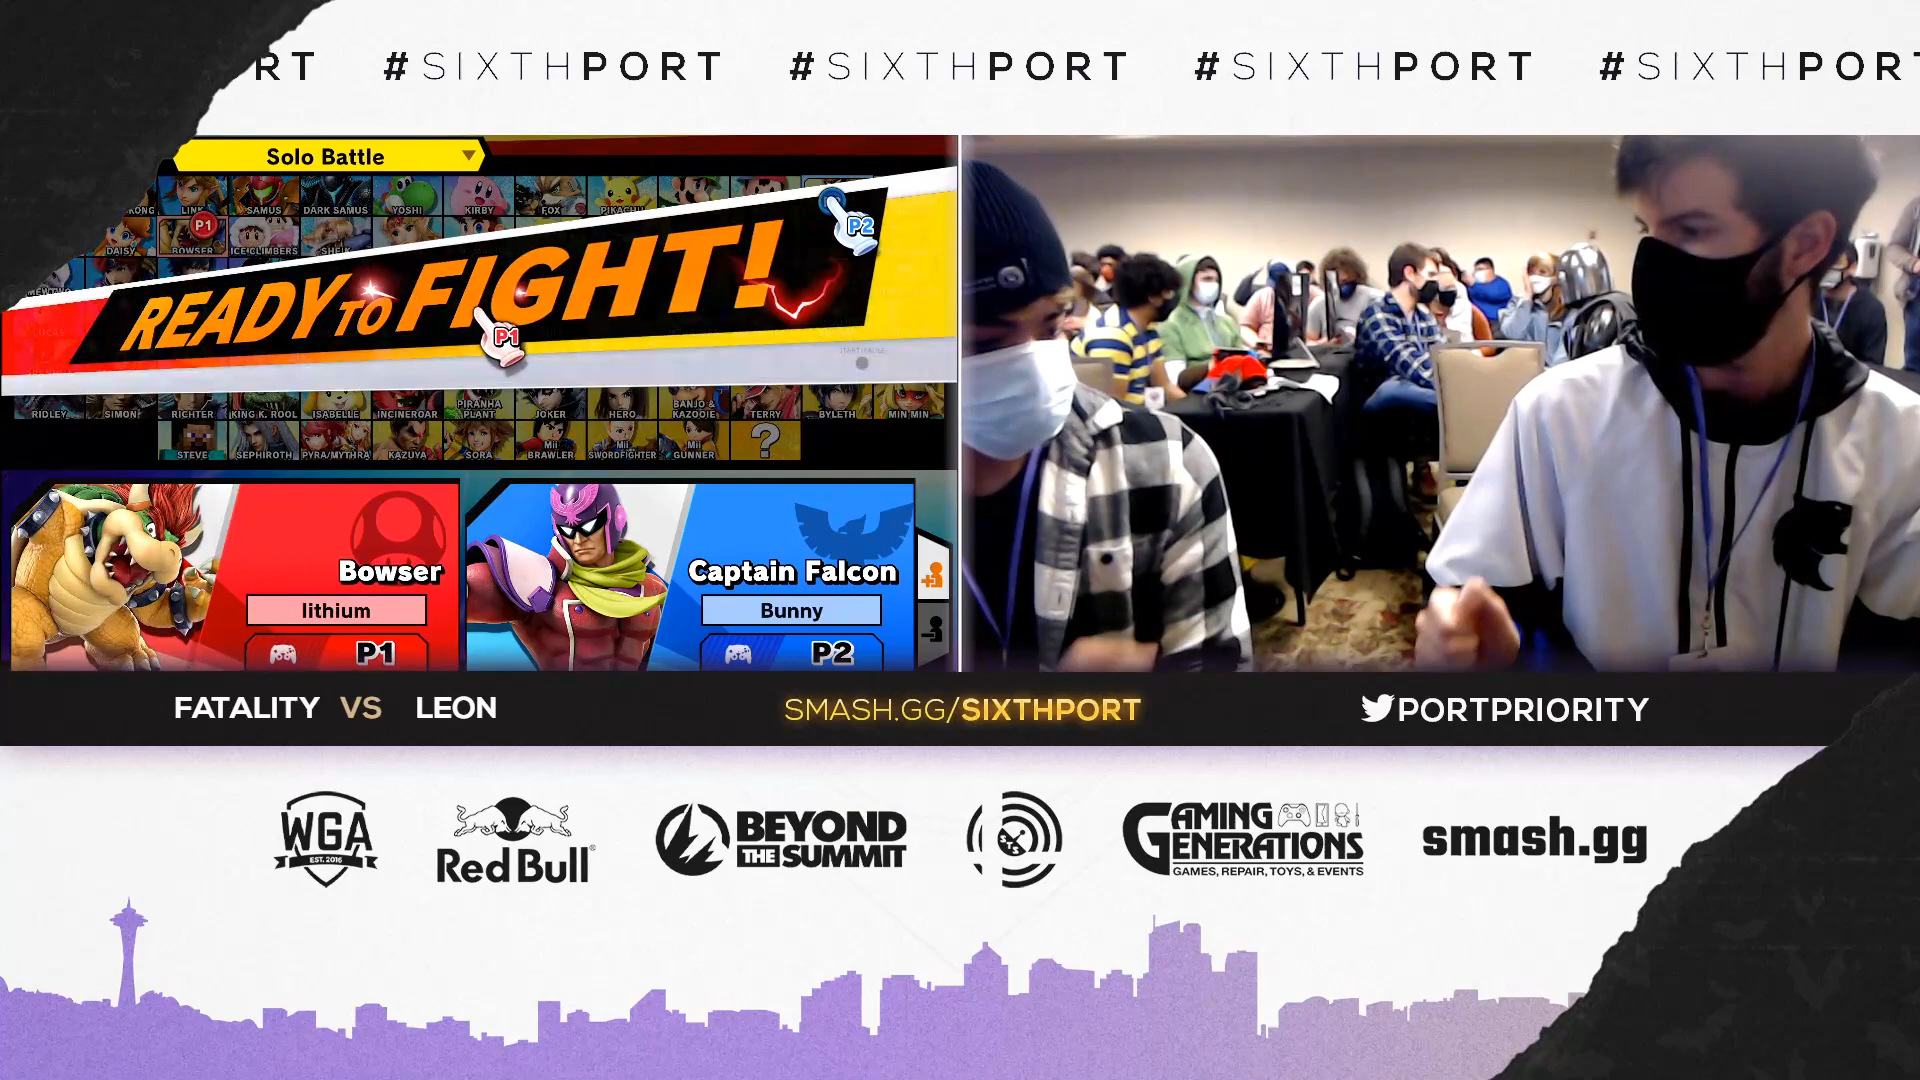 RT #SIXTHPORT #SIXTHPORT #SIXTHPORT #SIXTHPOR
Solo Battle
KONG LINK SAMUS DARK SAMUS YOSHI KIRBY FOX PIKACHU
P2
P1
DAISY BOWSER ICE CLIMBERS SHEIK
READY TO FIGHT!
P1
RIDLEY SIMON RICHTER KING K. ROOL ISABELLE INCINEROAR PIRANHA PLANT JOKER HERO BANJO & KAZOOIE TERRY BYLETH MIN MIN
STEVE SEPHIROTH PYRA/MYTHRA KAZUYA SORA Mii BRAWLER Mii SWORDFIGHTER Mii GUNNER ?
Bowser
lithium
P1
Captain Falcon
Bunny
P2
FATALITY VS LEON
SMASH.GG/SIXTHPORT
PORTPRIORITY
WGA
EST. 2016
Red Bull
BEYOND
THE SUMMIT
GAMING
GENERATIONS
GAMES, REPAIR, TOYS, & EVENTS
smash.gg